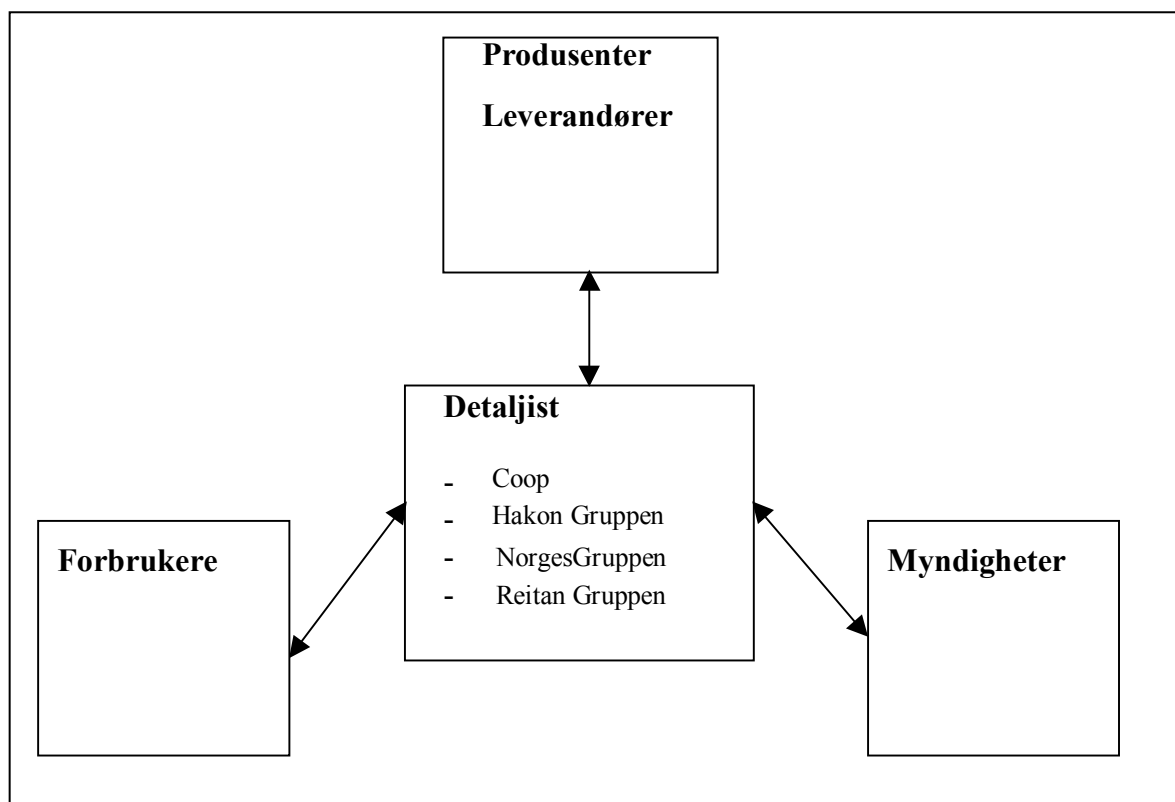 Produsenter
Leverandører
Detaljist
- Coop
- Hakon Gruppen
- NorgesGruppen
- Reitan Gruppen
Forbrukere
Myndigheter